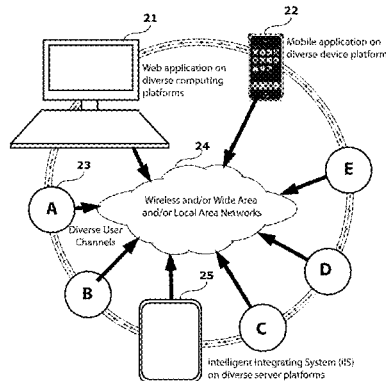 21
22
Web application on
diverse computing
platforms
Mobile application on
diverse device platform
23
24
A
Diverse User
Channels
Wireless and/or Wide Area
and/or Local Area Networks
E
B
25
D
C
Intelligent Integrating System (IIS)
on diverse server platforms